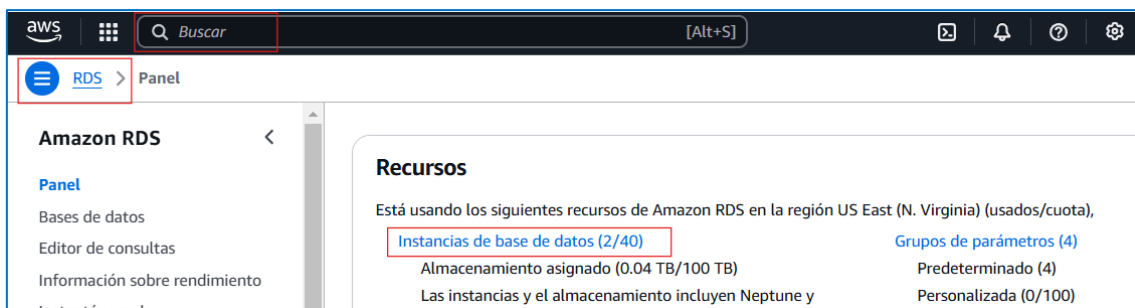 aws
Buscar [Alt+S]
RDS > Panel
Amazon RDS
Panel
Bases de datos
Editor de consultas
Información sobre rendimiento
Recursos
Está usando los siguientes recursos de Amazon RDS en la región US East (N. Virginia) (usados/cuota),
Instancias de base de datos (2/40)
Almacenamiento asignado (0.04 TB/100 TB)
Las instancias y el almacenamiento incluyen Neptune y
Grupos de parámetros (4)
Predeterminado (4)
Personalizada (0/100)